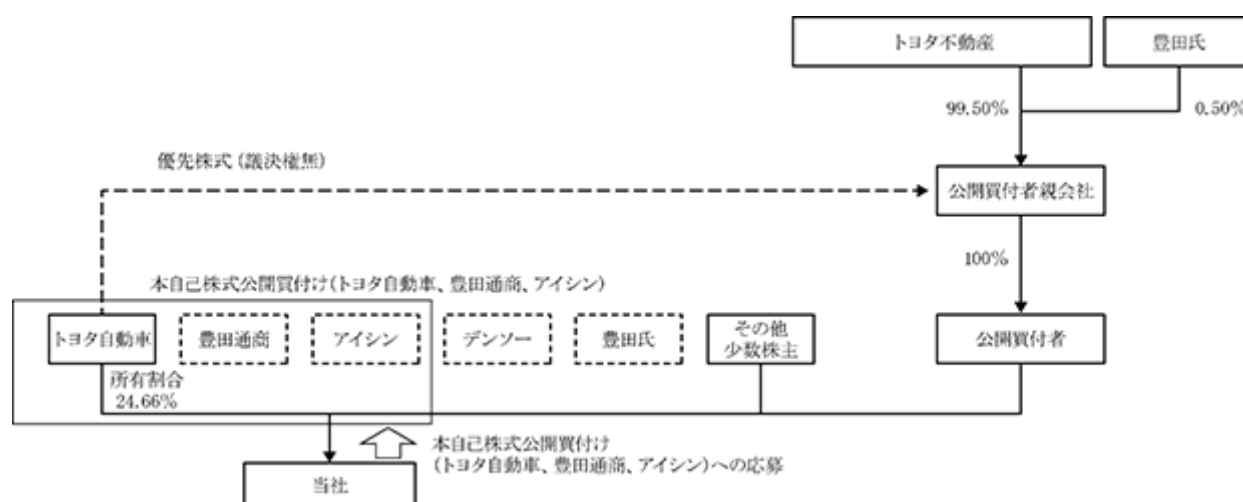 トヨタ不動産
豊田氏
99.50%
0.50%
優先株式(議決権無)
公開買付者親会社
100%
本自己株式公開買付け(トヨタ自動車、豊田通商、アイシン)
トヨタ自動車
豊田通商
アイシン
デンソー
豊田氏
その他
少数株主
公開買付者
所有割合
24.66%
本自己株式公開買付け
(トヨタ自動車、豊田通商、アイシン)への応募
当社